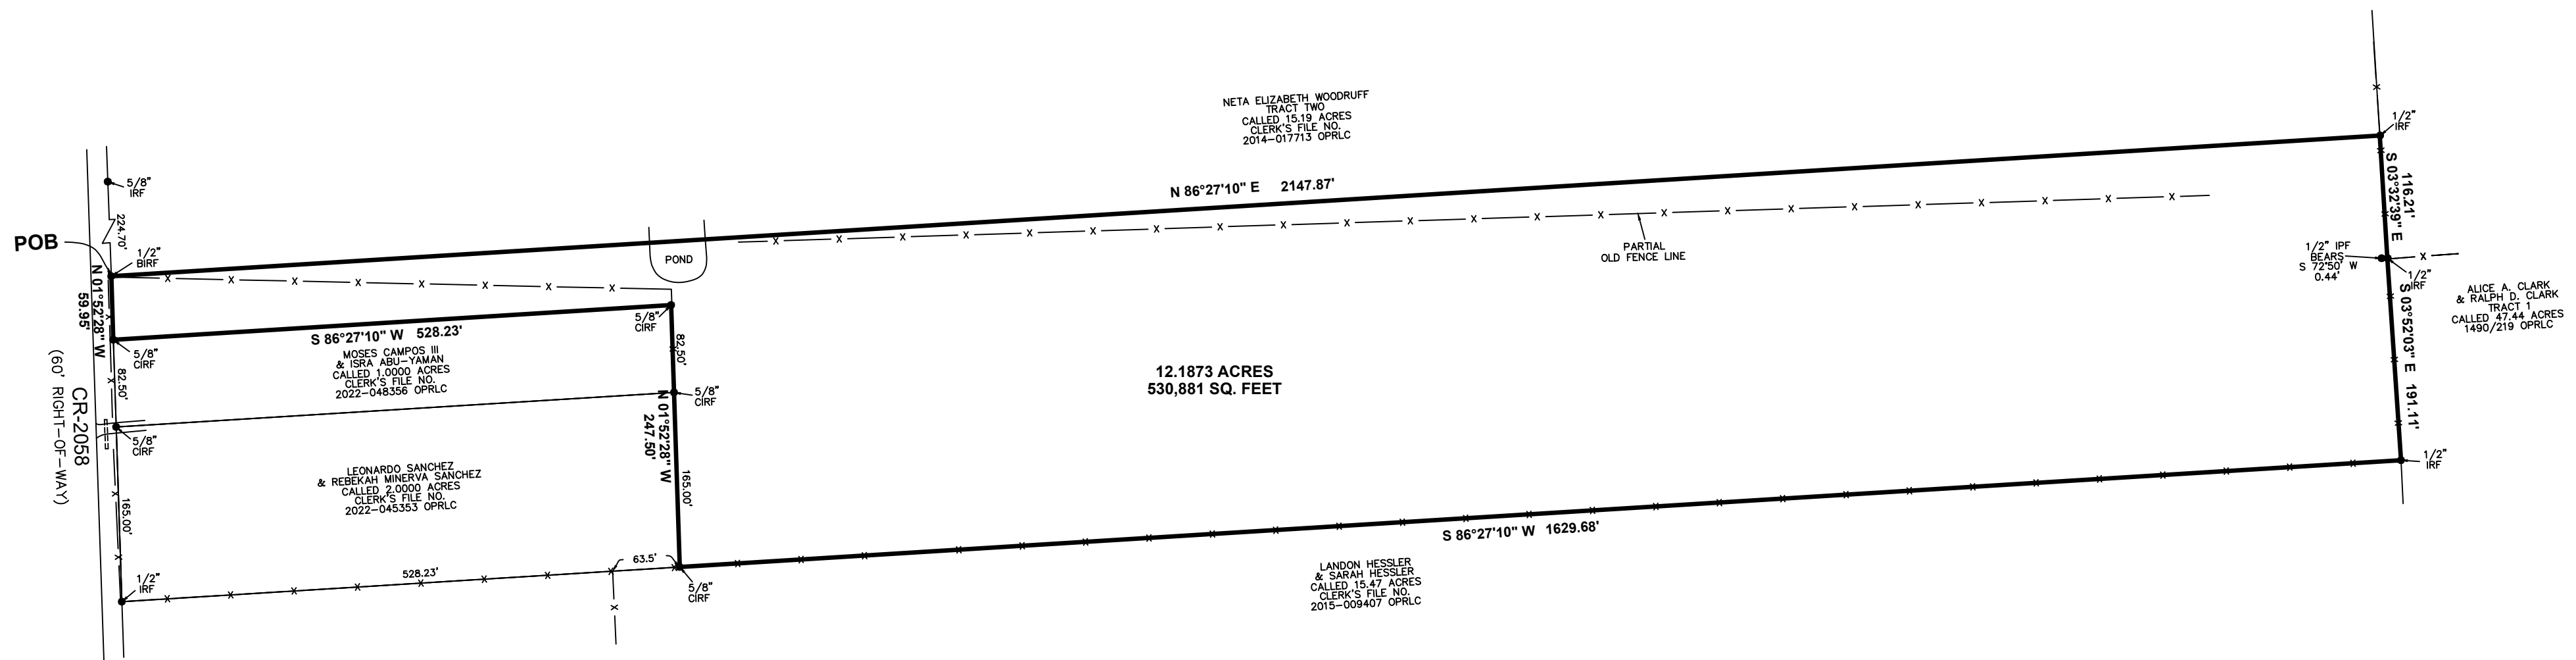 NETA ELIZABETH WOODRUFF
TRACT TWO
CALLED 15.19 ACRES
CLERK'S FILE NO.
2014-017713 OPRLC
1/2"
IRF
5/8"
IRF
224.70'
POB
1/2"
BIRF
N 86°27'10" E 2147.87'
S 03°32'39" E
116.21'
POND
PARTIAL
OLD FENCE LINE
1/2" IPF
BEARS
S 72°50' W
0.44'
1/2"
IRF
ALICE A. CLARK
& RALPH D. CLARK
TRACT 1
CALLED 47.44 ACRES
1490/219 OPRLC
N 01°52'28" W
59.95'
5/8"
CIRF
S 86°27'10" W 528.23'
5/8"
CIRF
MOSES CAMPOS III
& ISRA ABU-YAMAN
CALLED 1.0000 ACRES
CLERK'S FILE NO.
2022-048356 OPRLC
82.50'
82.50'
12.1873 ACRES
530,881 SQ. FEET
S 03°52'03" E 191.11'
CR-2058
(60' RIGHT-OF-WAY)
5/8"
CIRF
5/8"
CIRF
N 01°52'28" W
247.50'
LEONARDO SANCHEZ
& REBEKAH MINERVA SANCHEZ
CALLED 2.0000 ACRES
CLERK'S FILE NO.
2022-045353 OPRLC
165.00'
165.00'
1/2"
IRF
S 86°27'10" W 1629.68'
1/2"
IRF
528.23'
63.5'
5/8"
CIRF
LANDON HESSLER
& SARAH HESSLER
CALLED 15.47 ACRES
CLERK'S FILE NO.
2015-009407 OPRLC